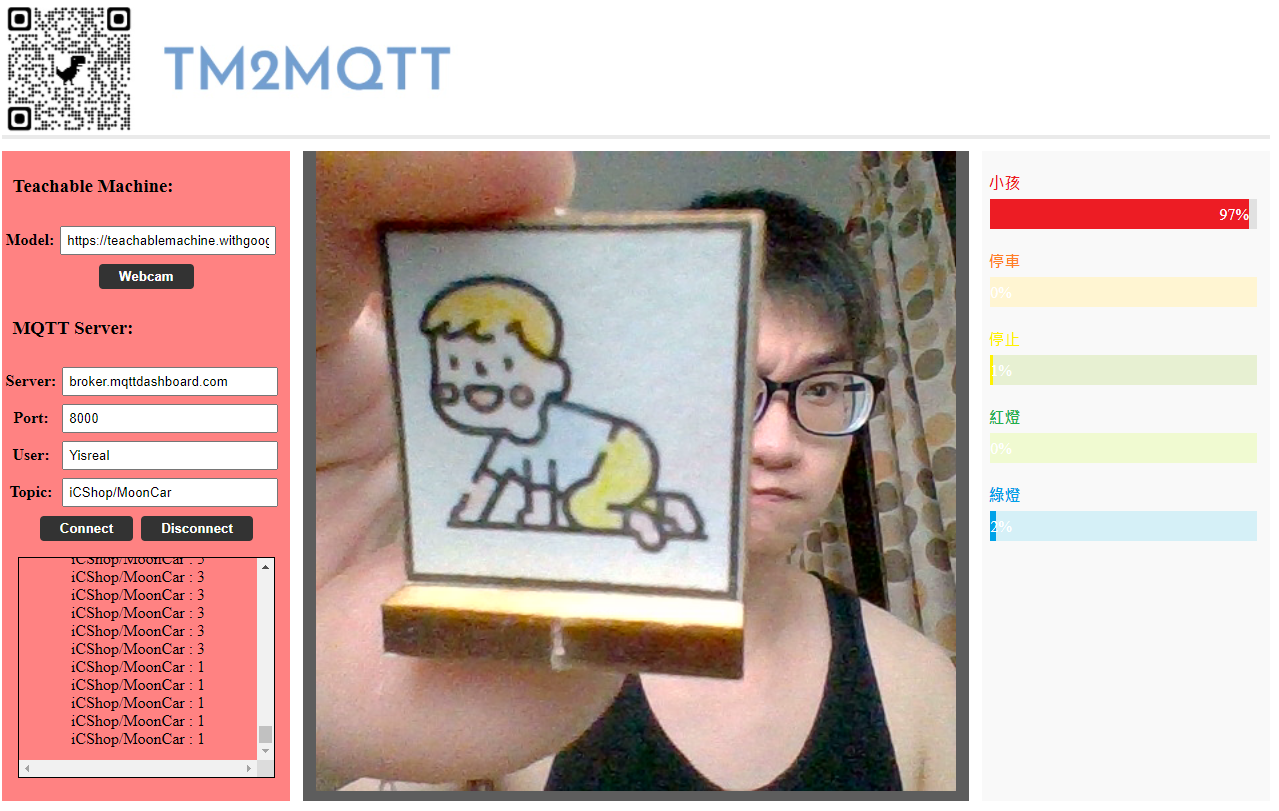 TM2MQTT
Teachable Machine:
Model: https://teachablemachine.withgoog
Webcam
MQTT Server:
Server: broker.mqttdashboard.com
Port: 8000
User: Yisreal
Topic: iCShop/MoonCar
Connect Disconnect
iCShop/MoonCar : 3
iCShop/MoonCar : 3
iCShop/MoonCar : 3
iCShop/MoonCar : 3
iCShop/MoonCar : 3
iCShop/MoonCar : 3
iCShop/MoonCar : 1
iCShop/MoonCar : 1
iCShop/MoonCar : 1
iCShop/MoonCar : 1
iCShop/MoonCar : 1
小孩
97%
停車
0%
停止
1%
紅燈
0%
綠燈
2%